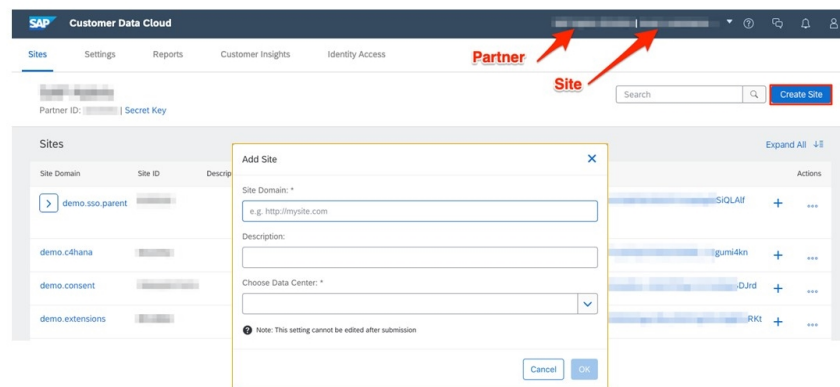 SAP Customer Data Cloud
Sites Settings Reports Customer Insights Identity Access
Partner
Site
Partner ID: | Secret Key
Search
Create Site
Sites
Expand All
Site Domain Site ID Descrip Actions
Add Site
Site Domain: *
e.g. http://mysite.com
Description:
Choose Data Center: *
Note: This setting cannot be edited after submission
Cancel OK
demo.sso.parent SiQLAlf
demo.c4hana gumi4kn
demo.consent DJrd
demo.extensions RKt